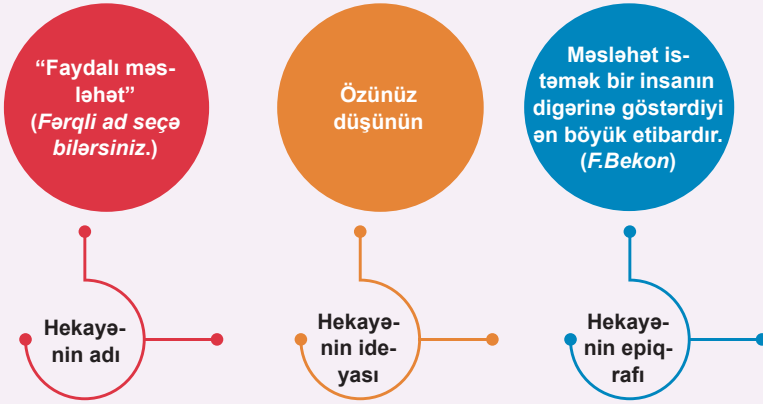 “Faydalı məs-
ləhət”
(Fərqli ad seçə
bilərsiniz.)
Özünüz
düşünün
Məsləhət is-
təmək bir insanın
digərinə göstərdiyi
ən böyük etibardır.
(F.Bekon)
Hekayə-
nin adı
Hekayə-
nin ide-
yası
Hekayə-
nin epiq-
rafı